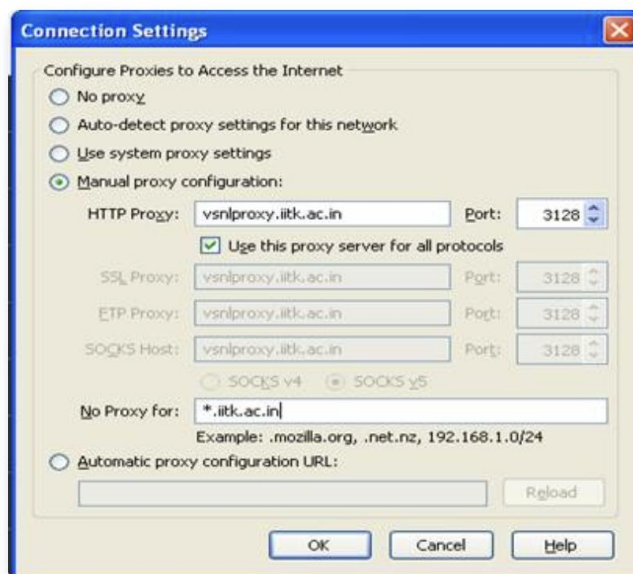 Connection Settings
Configure Proxies to Access the Internet
No proxy
Auto-detect proxy settings for this network
Use system proxy settings
Manual proxy configuration:
HTTP Proxy: vsnlproxy.iitk.ac.in Port: 3128
Use this proxy server for all protocols
SSL Proxy: vsnlproxy.iitk.ac.in Port: 3128
FTP Proxy: vsnlproxy.iitk.ac.in Port: 3128
SOCKS Host: vsnlproxy.iitk.ac.in Port: 3128
SOCKS v4 SOCKS v5
No Proxy for: *.iitk.ac.in
Example: .mozilla.org, .net.nz, 192.168.1.0/24
Automatic proxy configuration URL:
Reload
OK Cancel Help